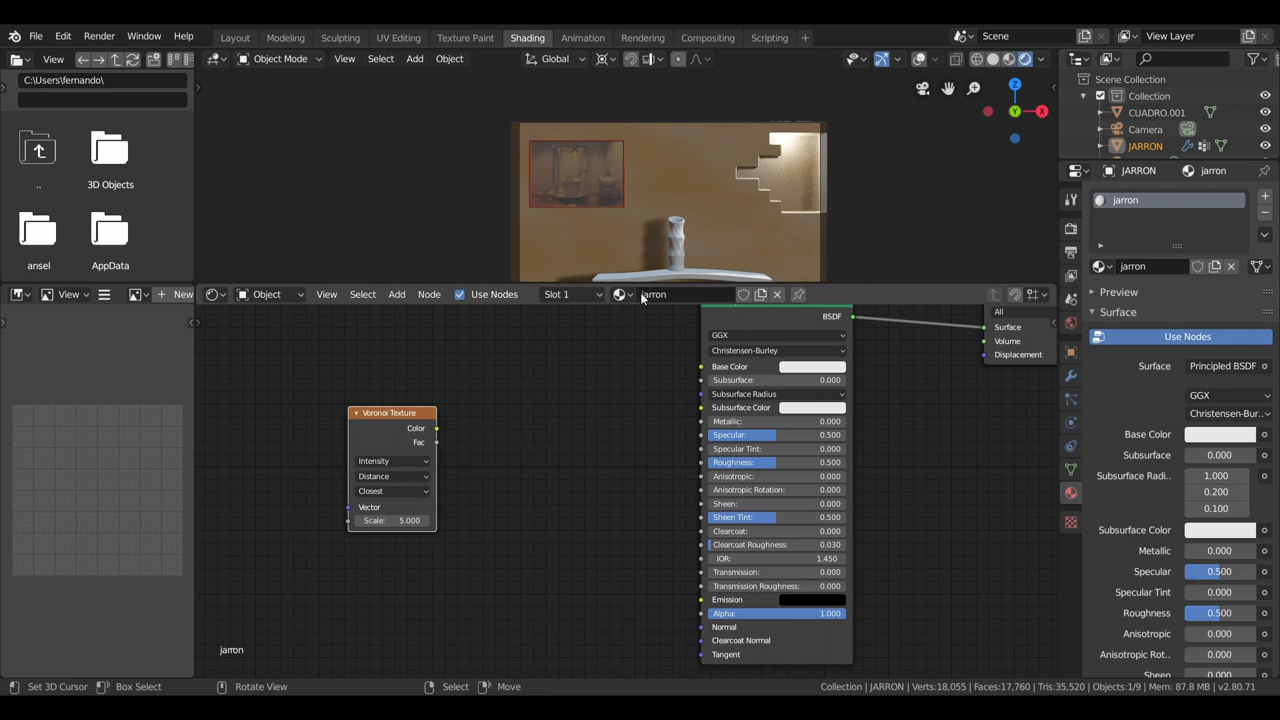 File Edit Render Window Help Layout Modeling Sculpting UV Editing Texture Paint Shading Animation Rendering Compositing Scripting + Scene View Layer
View Object Mode View Select Add Object Global
C:\Users\fernando\
..
3D Objects
ansel
AppData
Scene Collection
Collection
CUADRO.001
Camera
JARRON
Z
Y
X
JARRON jarron
jarron
jarron
View + New Object View Select Add Node Use Nodes Slot 1 jarron
Preview
Surface
Use Nodes
Surface Principled BSDF
GGX
Christensen-Bur..
Base Color
Subsurface 0.000
Subsurface Radi.. 1.000
0.200
0.100
Subsurface Color
Metallic 0.000
Specular 0.500
Specular Tint 0.000
Roughness 0.500
Anisotropic 0.000
Anisotropic Rot.. 0.000
Sheen 0.000
Voronoi Texture
Color
Fac
Intensity
Distance
Closest
Vector
Scale: 5.000
BSDF
GGX
Christensen-Burley
Base Color
Subsurface: 0.000
Subsurface Radius
Subsurface Color
Metallic: 0.000
Specular: 0.500
Specular Tint: 0.000
Roughness: 0.500
Anisotropic: 0.000
Anisotropic Rotation: 0.000
Sheen: 0.000
Sheen Tint: 0.500
Clearcoat: 0.000
Clearcoat Roughness: 0.030
IOR: 1.450
Transmission: 0.000
Transmission Roughness: 0.000
Emission
Alpha: 1.000
Normal
Clearcoat Normal
Tangent
All
Surface
Volume
Displacement
jarron
Set 3D Cursor Box Select Rotate View Select Move Collection | JARRON | Verts:18,055 | Faces:17,760 | Tris:35,520 | Objects:1/9 | Mem: 87.8 MB | v2.80.71